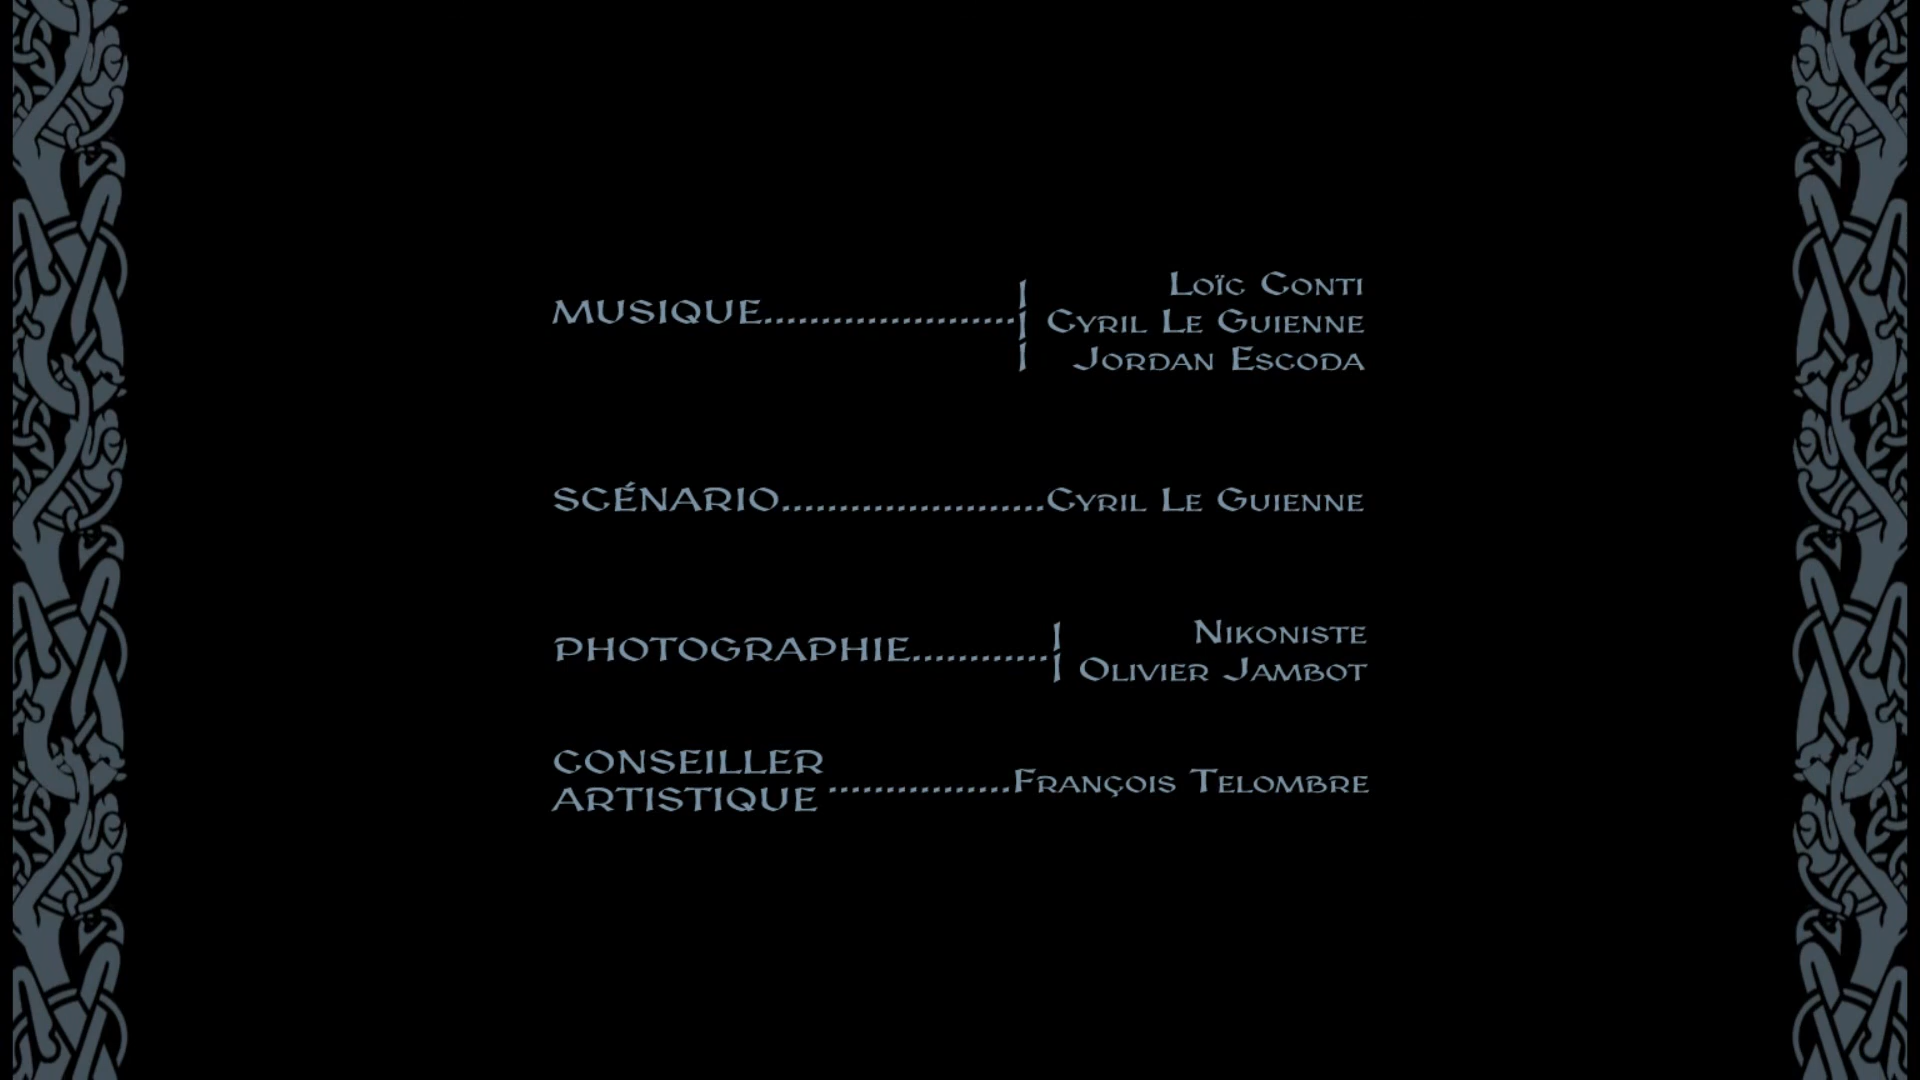 MUSIQUE......................
Loïc Conti
Cyril Le Guienne
Jordan Escoda
SCÉNARIO.......................Cyril Le Guienne
PHOTOGRAPHIE............
Nikoniste
Olivier Jambot
CONSEILLER
ARTISTIQUE ................François Telombre